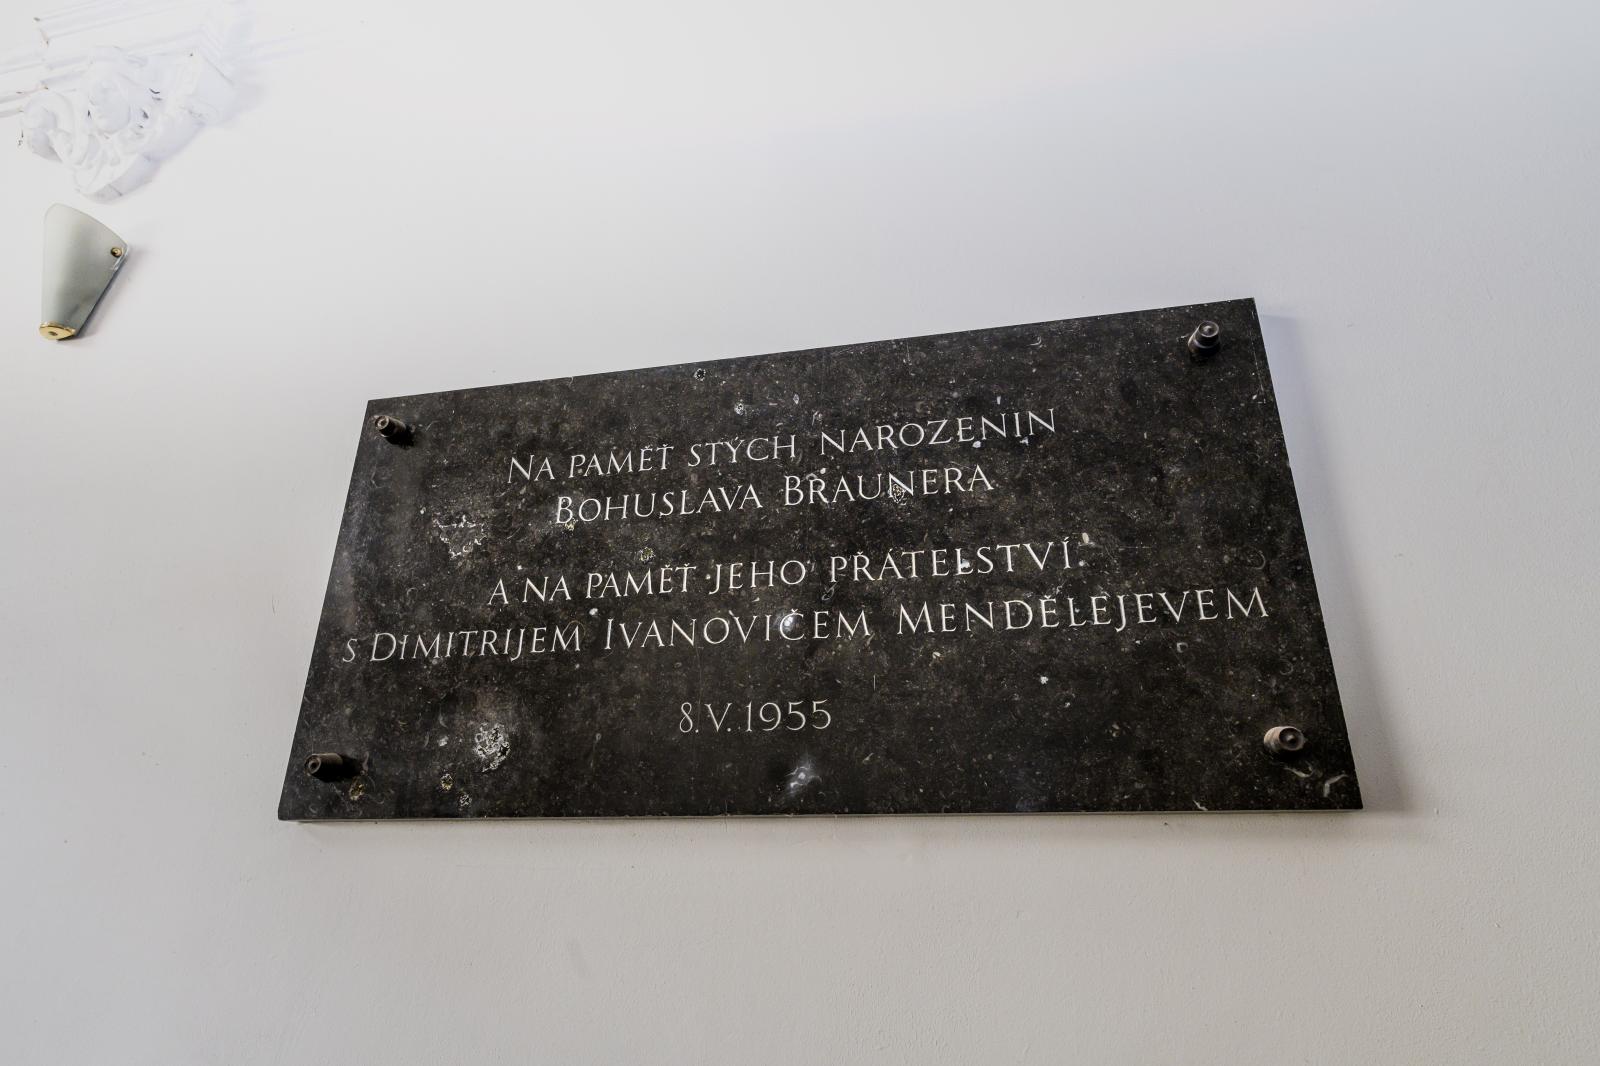 NA PAMĚŤ STÝCH NAROZENIN
BOHUSLAVA BRAUNERA
A NA PAMĚŤ JEHO PŘÁTELSTVÍ
S DIMITRIJEM IVANOVIČEM MENDĚLEJEVEM
8.V.1955